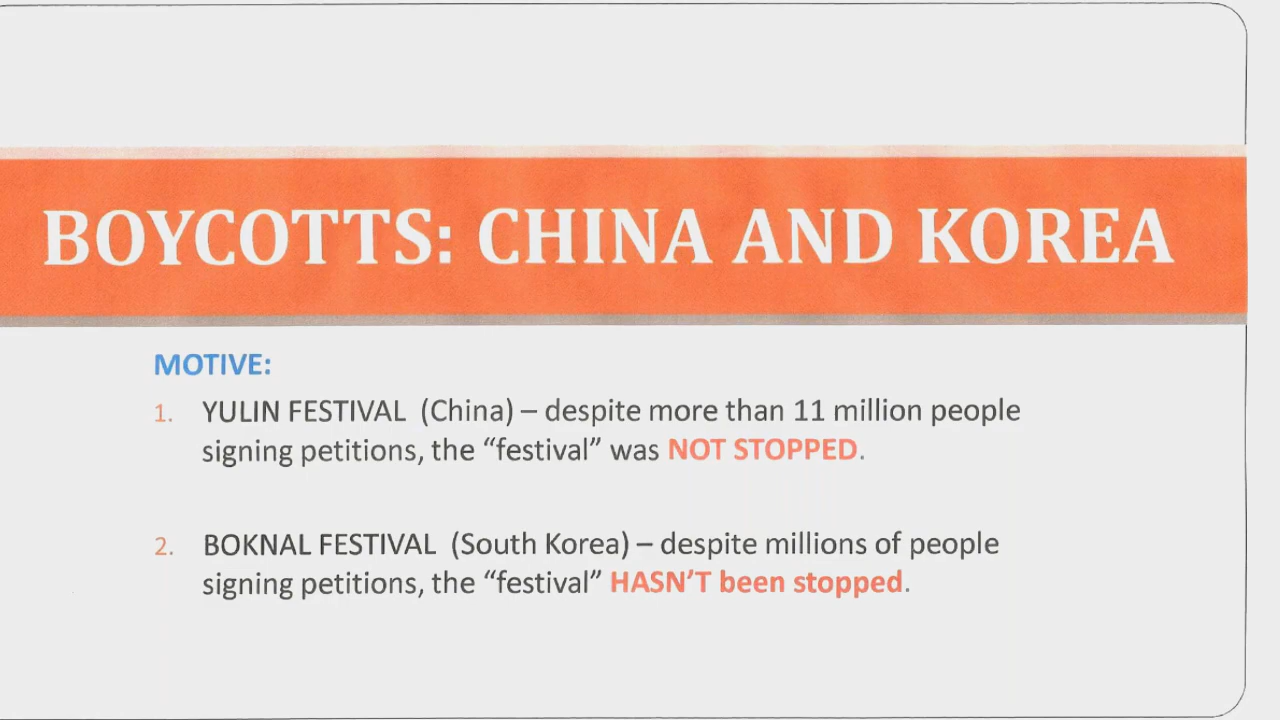 BOYCOTTS: CHINA AND KOREA
MOTIVE:
1. YULIN FESTIVAL (China) – despite more than 11 million people
signing petitions, the “festival” was NOT STOPPED.
2. BOKNAL FESTIVAL (South Korea) – despite millions of people
signing petitions, the “festival” HASN’T been stopped.